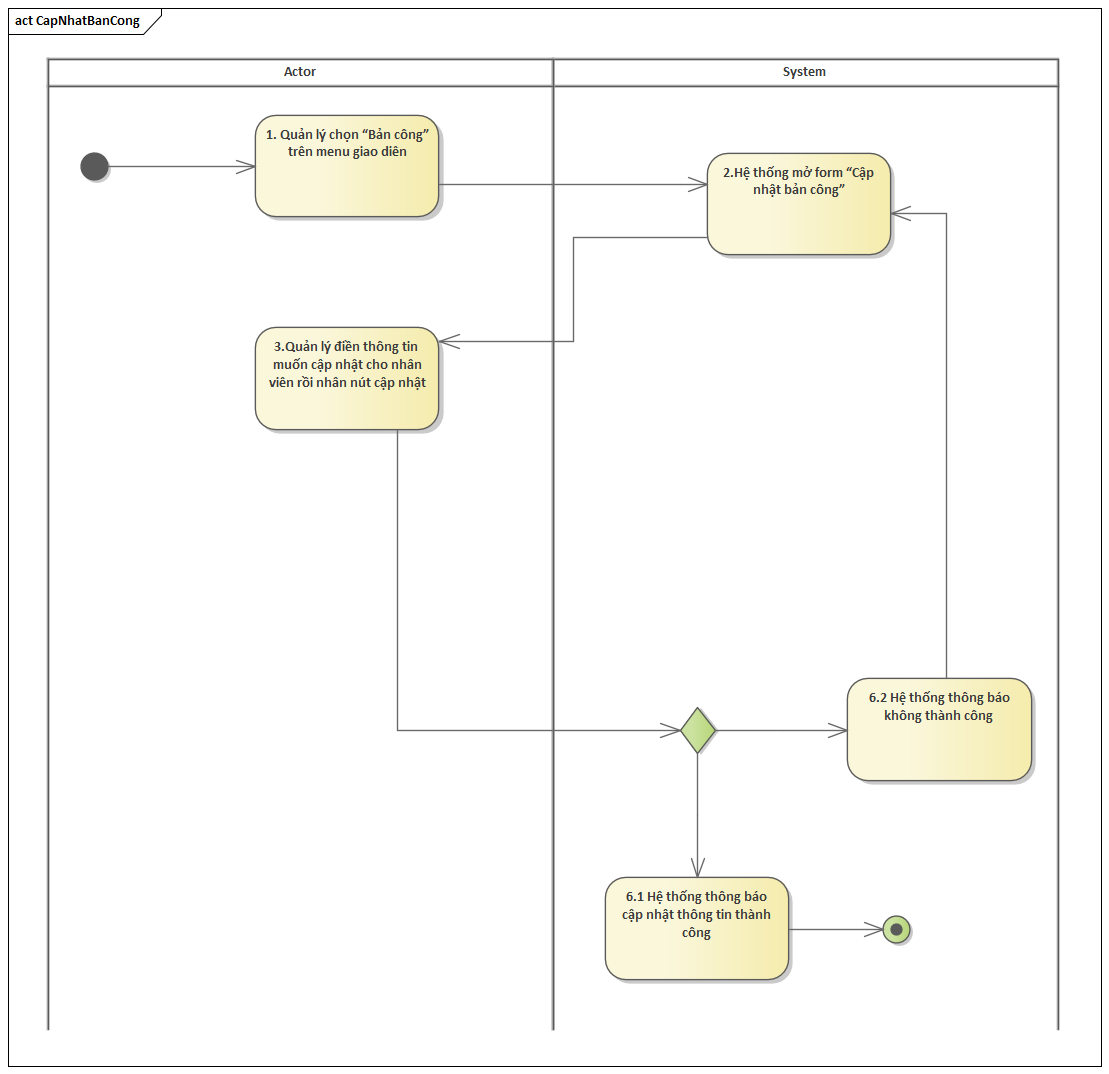 act CapNhatBanCong
Actor
System
1. Quản lý chọn “Bản công”
trên menu giao diên
2.Hệ thống mở form “Cập
nhật bản công”
3.Quản lý điền thông tin
muốn cập nhật cho nhân
viên rồi nhân nút cập nhật
6.2 Hệ thống thông báo
không thành công
6.1 Hệ thống thông báo
cập nhật thông tin thành
công